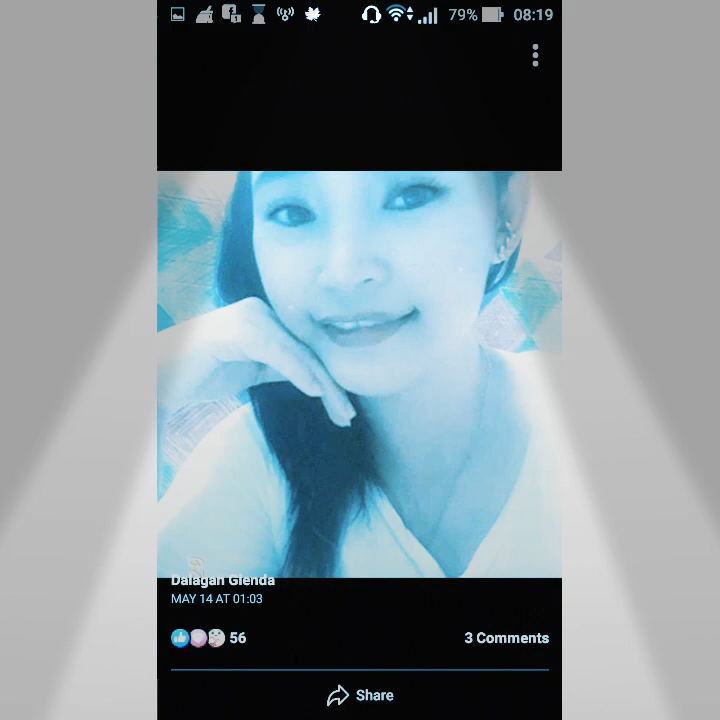 79% 08:19
Dalagan Glenda
MAY 14 AT 01:03
56 3 Comments
Share